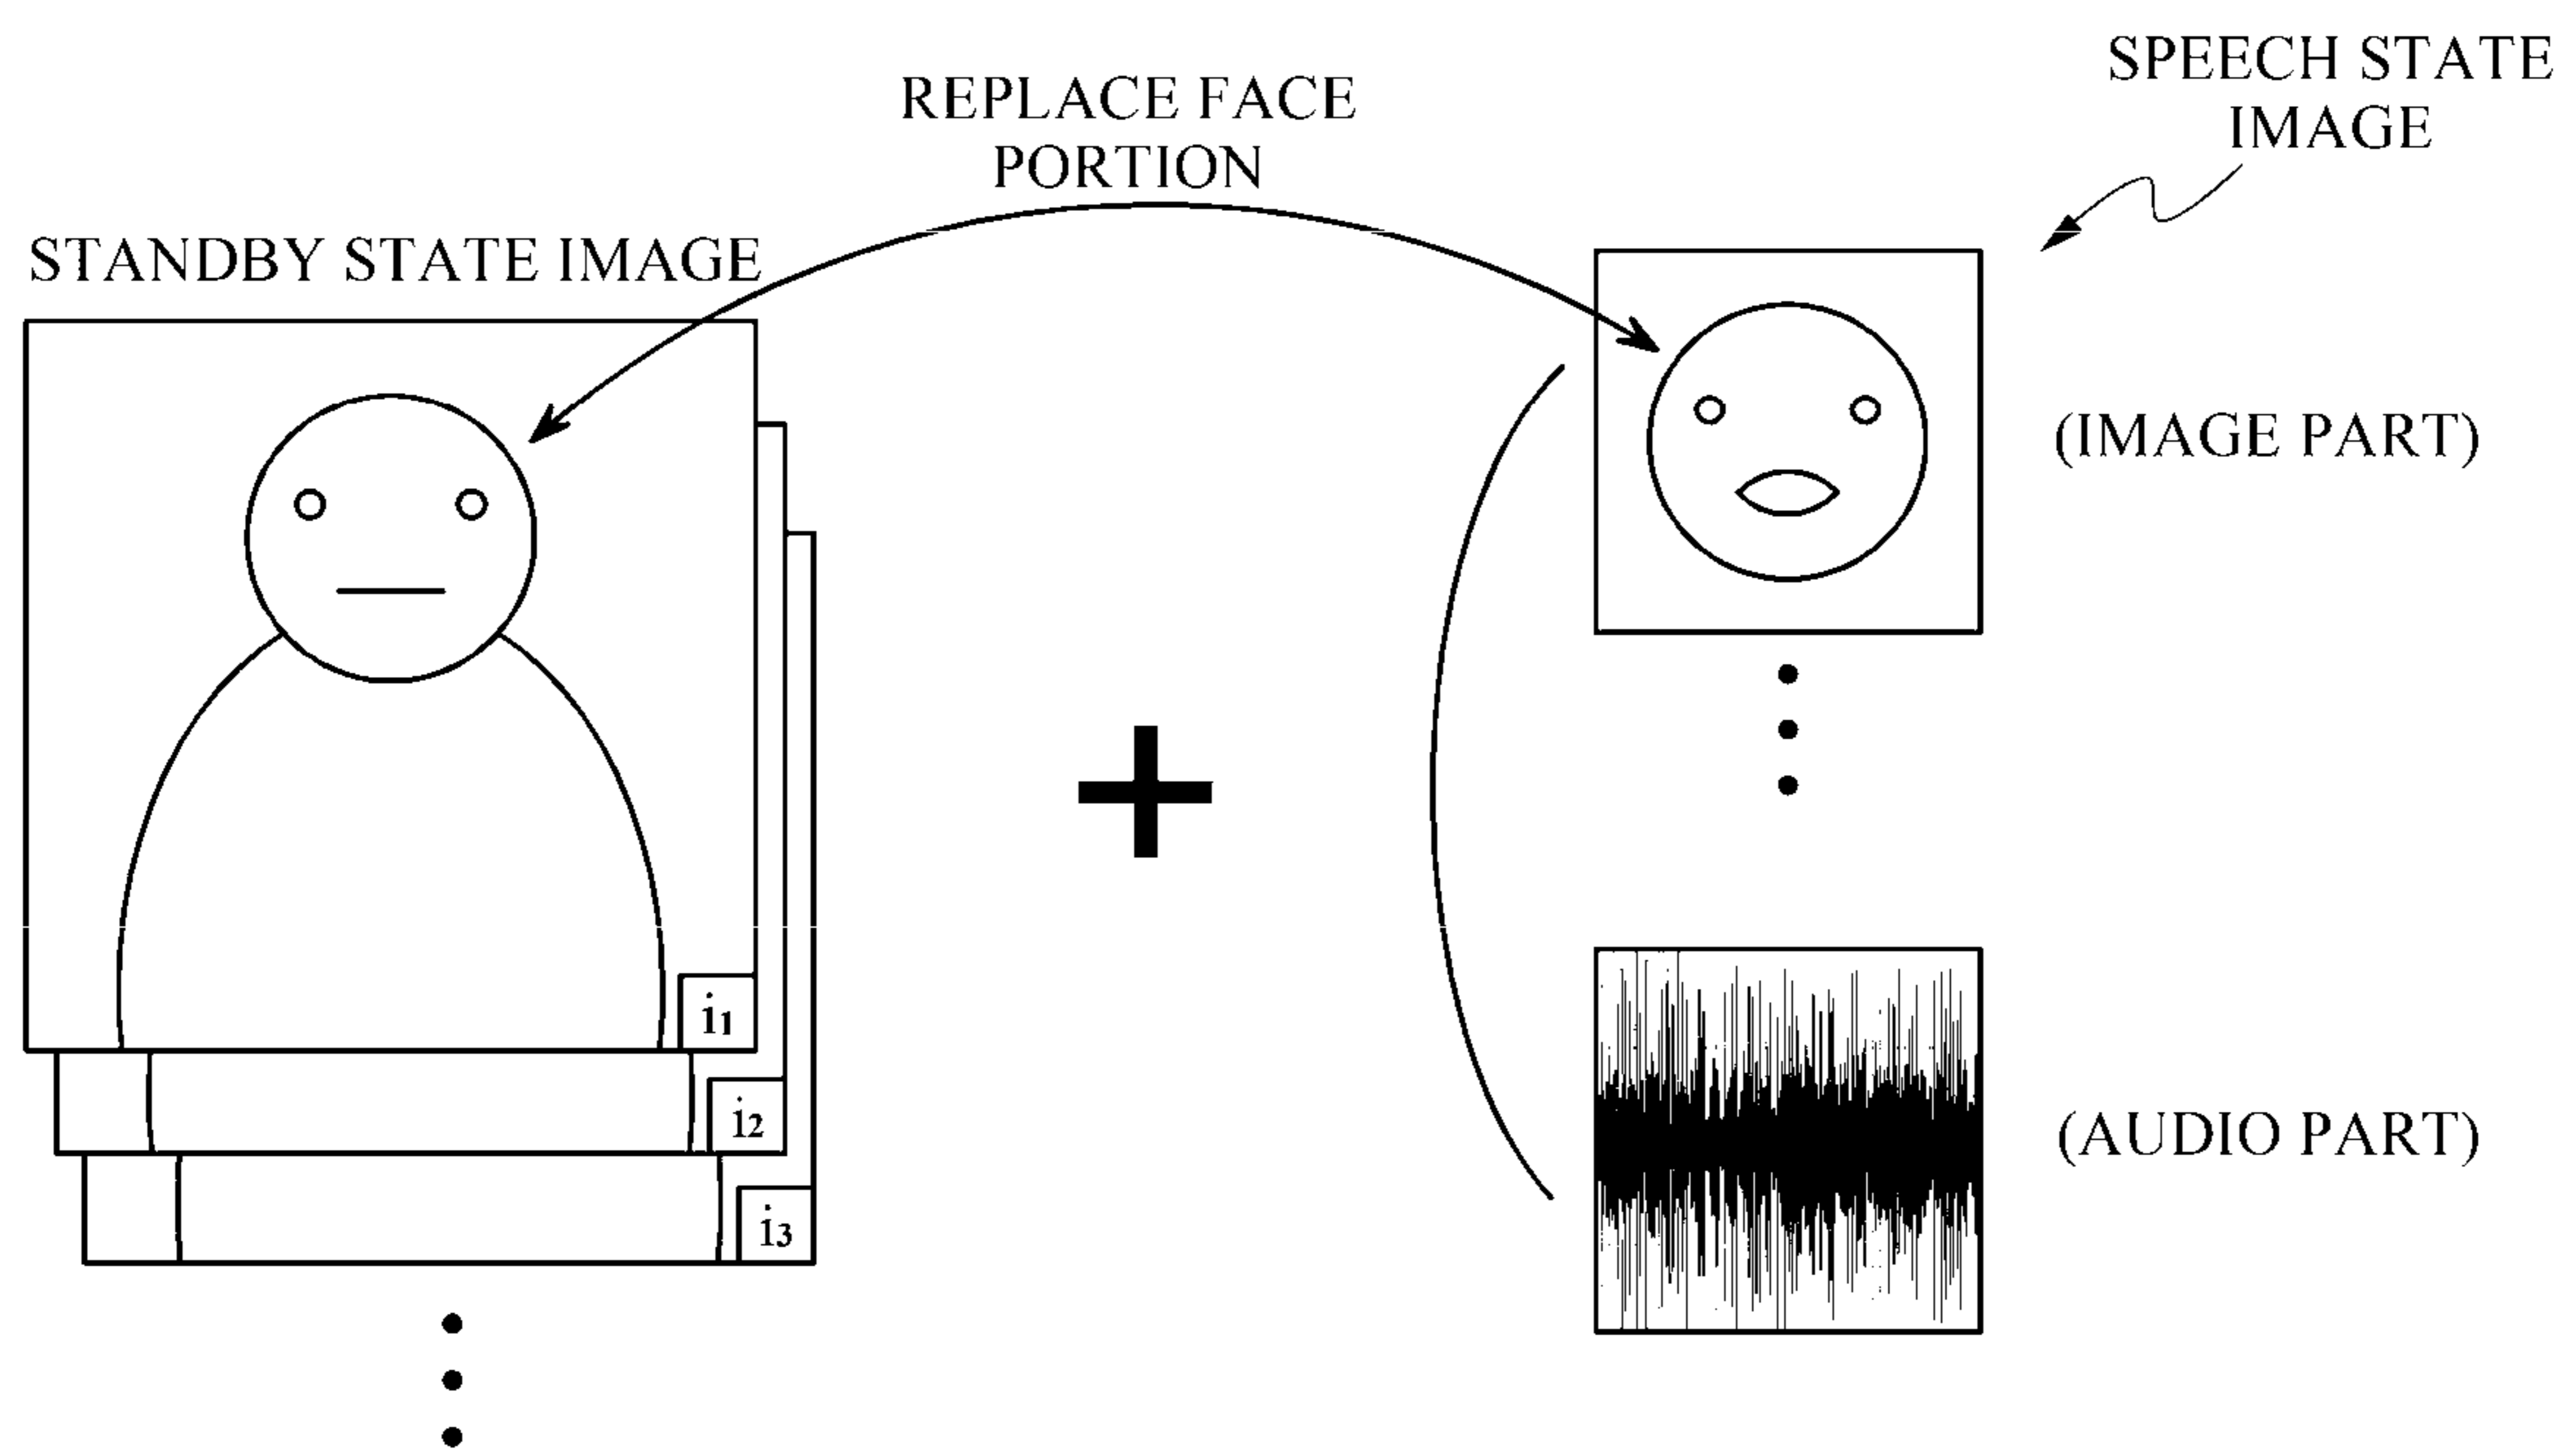 SPEECH STATE
IMAGE
REPLACE FACE
PORTION
STANDBY STATE IMAGE
(IMAGE PART)
i1
i2
i3
(AUDIO PART)